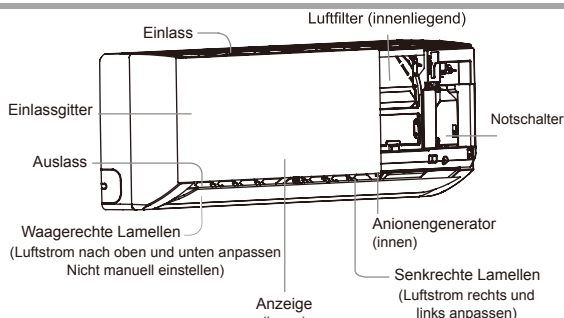 Luftfilter (innenliegend)
Einlass
Einlassgitter
Notschalter
Auslass
Waagerechte Lamellen
(Luftstrom nach oben und unten anpassen
Nicht manuell einstellen)
Anionengenerator
(innen)
Senkrechte Lamellen
(Luftstrom rechts und
links anpassen)
Anzeige